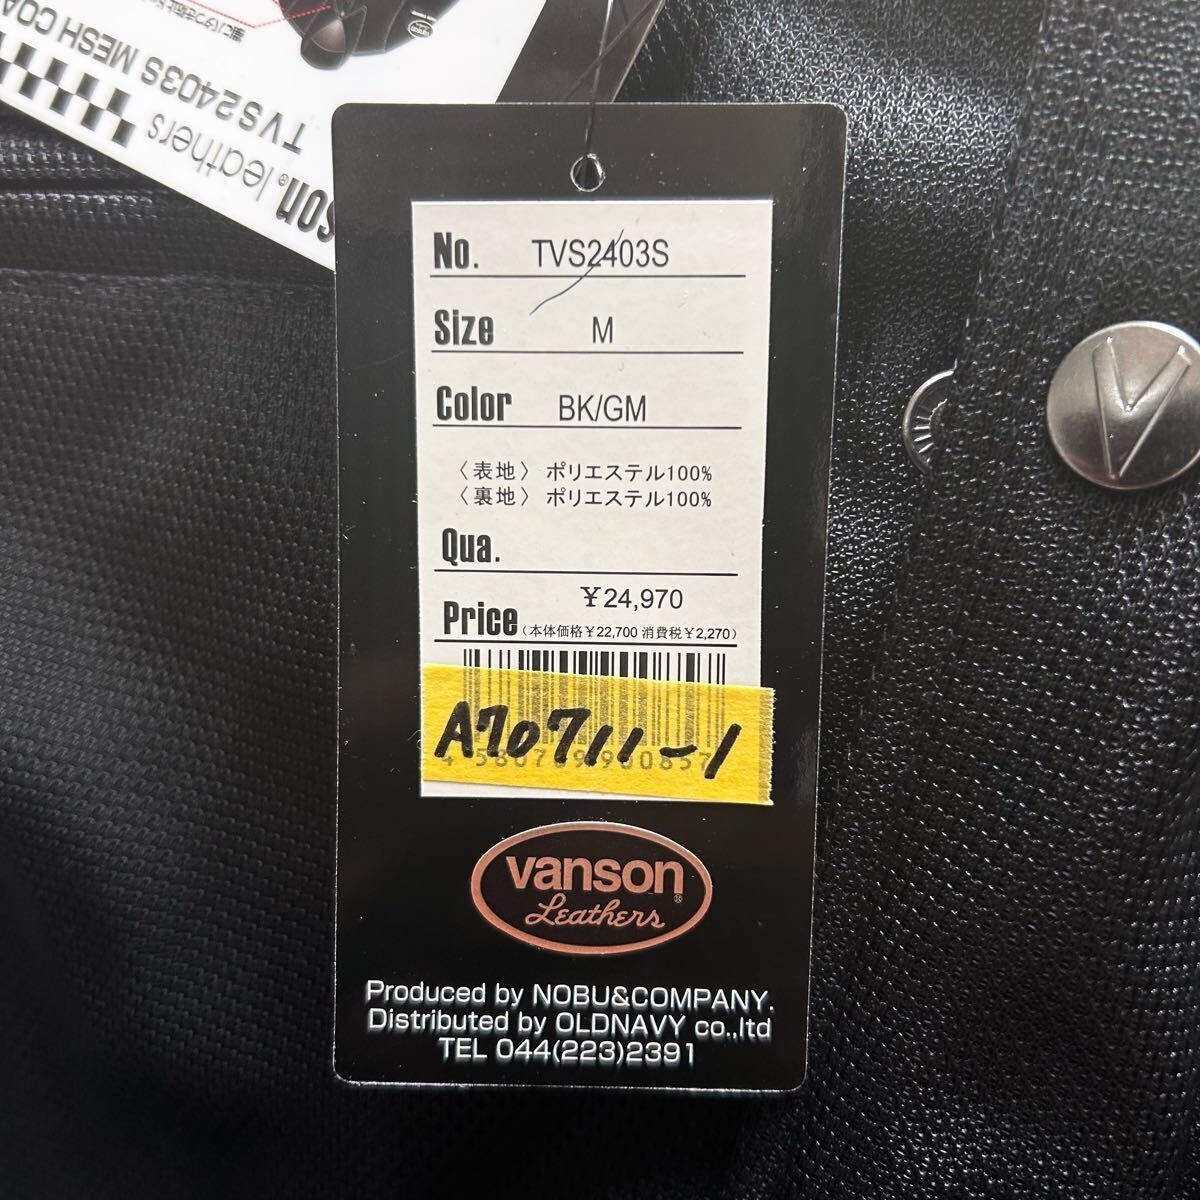 TVS2403S MESH COA
son® leathers
No. TVS2403S
Size M
Color BK/GM
〈表地〉 ポリエステル100%
〈裏地〉 ポリエステル100%
Qua.
¥24,970
Price (本体価格¥22,700 消費税¥2,270)
A70711-1
vanson®
Leathers
Produced by NOBU&COMPANY.
Distributed by OLDNAVY co.,ltd
TEL 044(223)2391
V